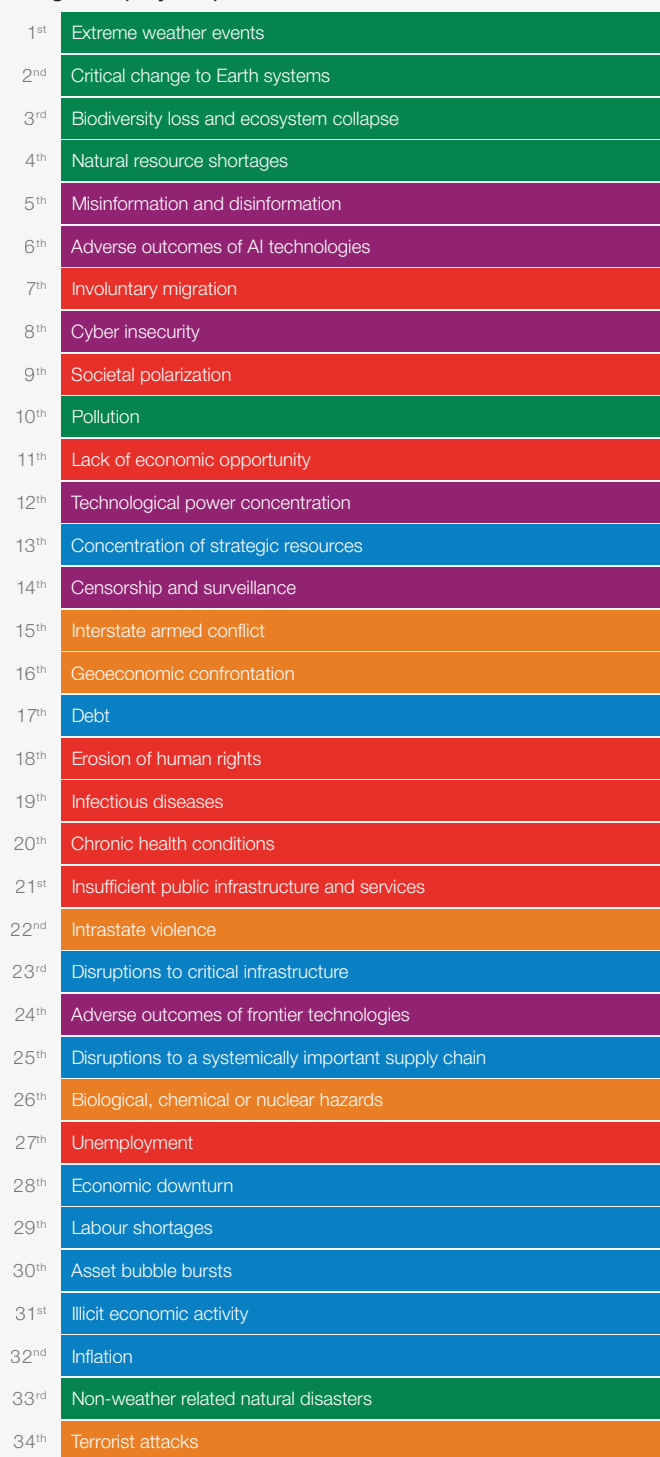 1st Extreme weather events
2nd Critical change to Earth systems
3rd Biodiversity loss and ecosystem collapse
4th Natural resource shortages
5th Misinformation and disinformation
6th Adverse outcomes of AI technologies
7th Involuntary migration
8th Cyber insecurity
9th Societal polarization
10th Pollution
11th Lack of economic opportunity
12th Technological power concentration
13th Concentration of strategic resources
14th Censorship and surveillance
15th Interstate armed conflict
16th Geoeconomic confrontation
17th Debt
18th Erosion of human rights
19th Infectious diseases
20th Chronic health conditions
21st Insufficient public infrastructure and services
22nd Intrastate violence
23rd Disruptions to critical infrastructure
24th Adverse outcomes of frontier technologies
25th Disruptions to a systemically important supply chain
26th Biological, chemical or nuclear hazards
27th Unemployment
28th Economic downturn
29th Labour shortages
30th Asset bubble bursts
31st Illicit economic activity
32nd Inflation
33rd Non-weather related natural disasters
34th Terrorist attacks